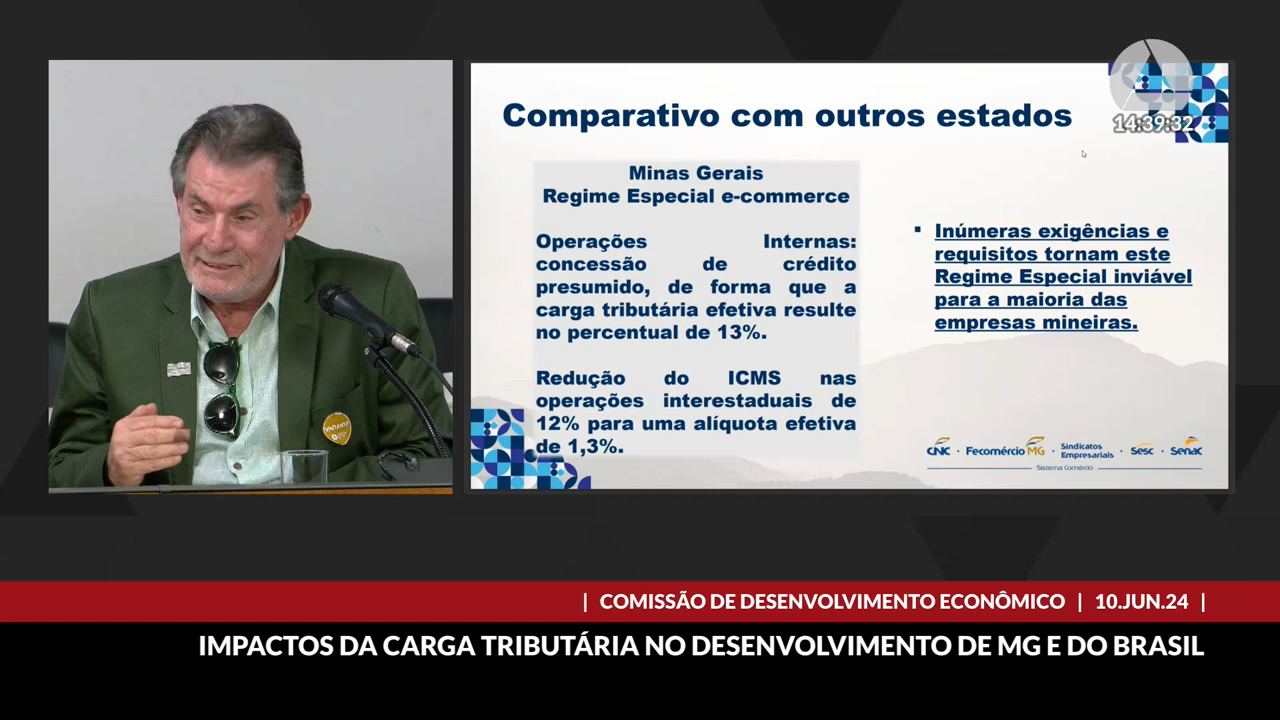 Comparativo com outros estados
14:39:32
Minas Gerais
Regime Especial e-commerce
Operações Internas:
concessão de crédito
presumido, de forma que a
carga tributária efetiva resulte
no percentual de 13%.
Redução do ICMS nas
operações interestaduais de
12% para uma alíquota efetiva
de 1,3%.
▪ Inúmeras exigências e
requisitos tornam este
Regime Especial inviável
para a maioria das
empresas mineiras.
CNC · Fecomércio MG · Sindicatos Empresariais · Sesc · Senac
Sistema Comércio
| COMISSÃO DE DESENVOLVIMENTO ECONÔMICO | 10.JUN.24 |
IMPACTOS DA CARGA TRIBUTÁRIA NO DESENVOLVIMENTO DE MG E DO BRASIL